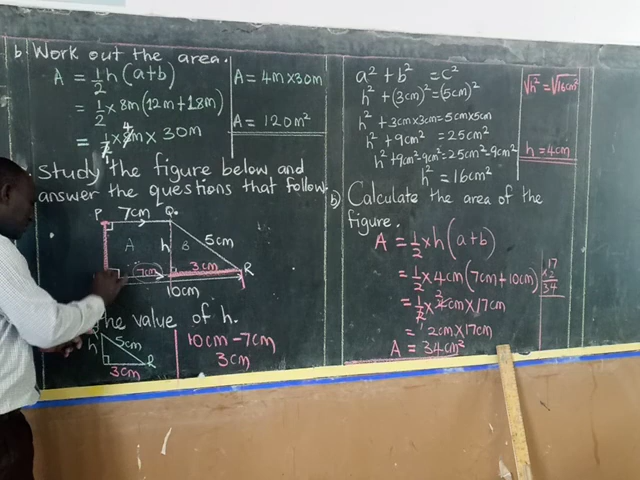 b. Work out the area.
A = 1/2 h (a+b)
= 1/2 x 8m (12m + 18m)
= 1/2 x 8m x 30m
4
A = 4m x 30m
A = 120m²
Study the figure below and
answer the questions that follow.
P 7cm Q
A h B 5cm
7cm 3cm R
10cm
the value of h.
h 5cm
R
3cm
10cm - 7cm
3cm
a² + b² = c²
h² + (3cm)² = (5cm)²
h² + 3cm x 3cm = 5cm x 5cm
h² + 9cm² = 25cm²
h² + 9cm² - 9cm² = 25cm² - 9cm²
h² = 16cm²
√h² = √16cm²
h = 4cm
b) Calculate the area of the
figure.
A = 1/2 x h (a+b)
= 1/2 x 4cm (7cm + 10cm)
= 1/2 x 4cm x 17cm
2
= 2cm x 17cm
A = 34cm²
17
x 2
34